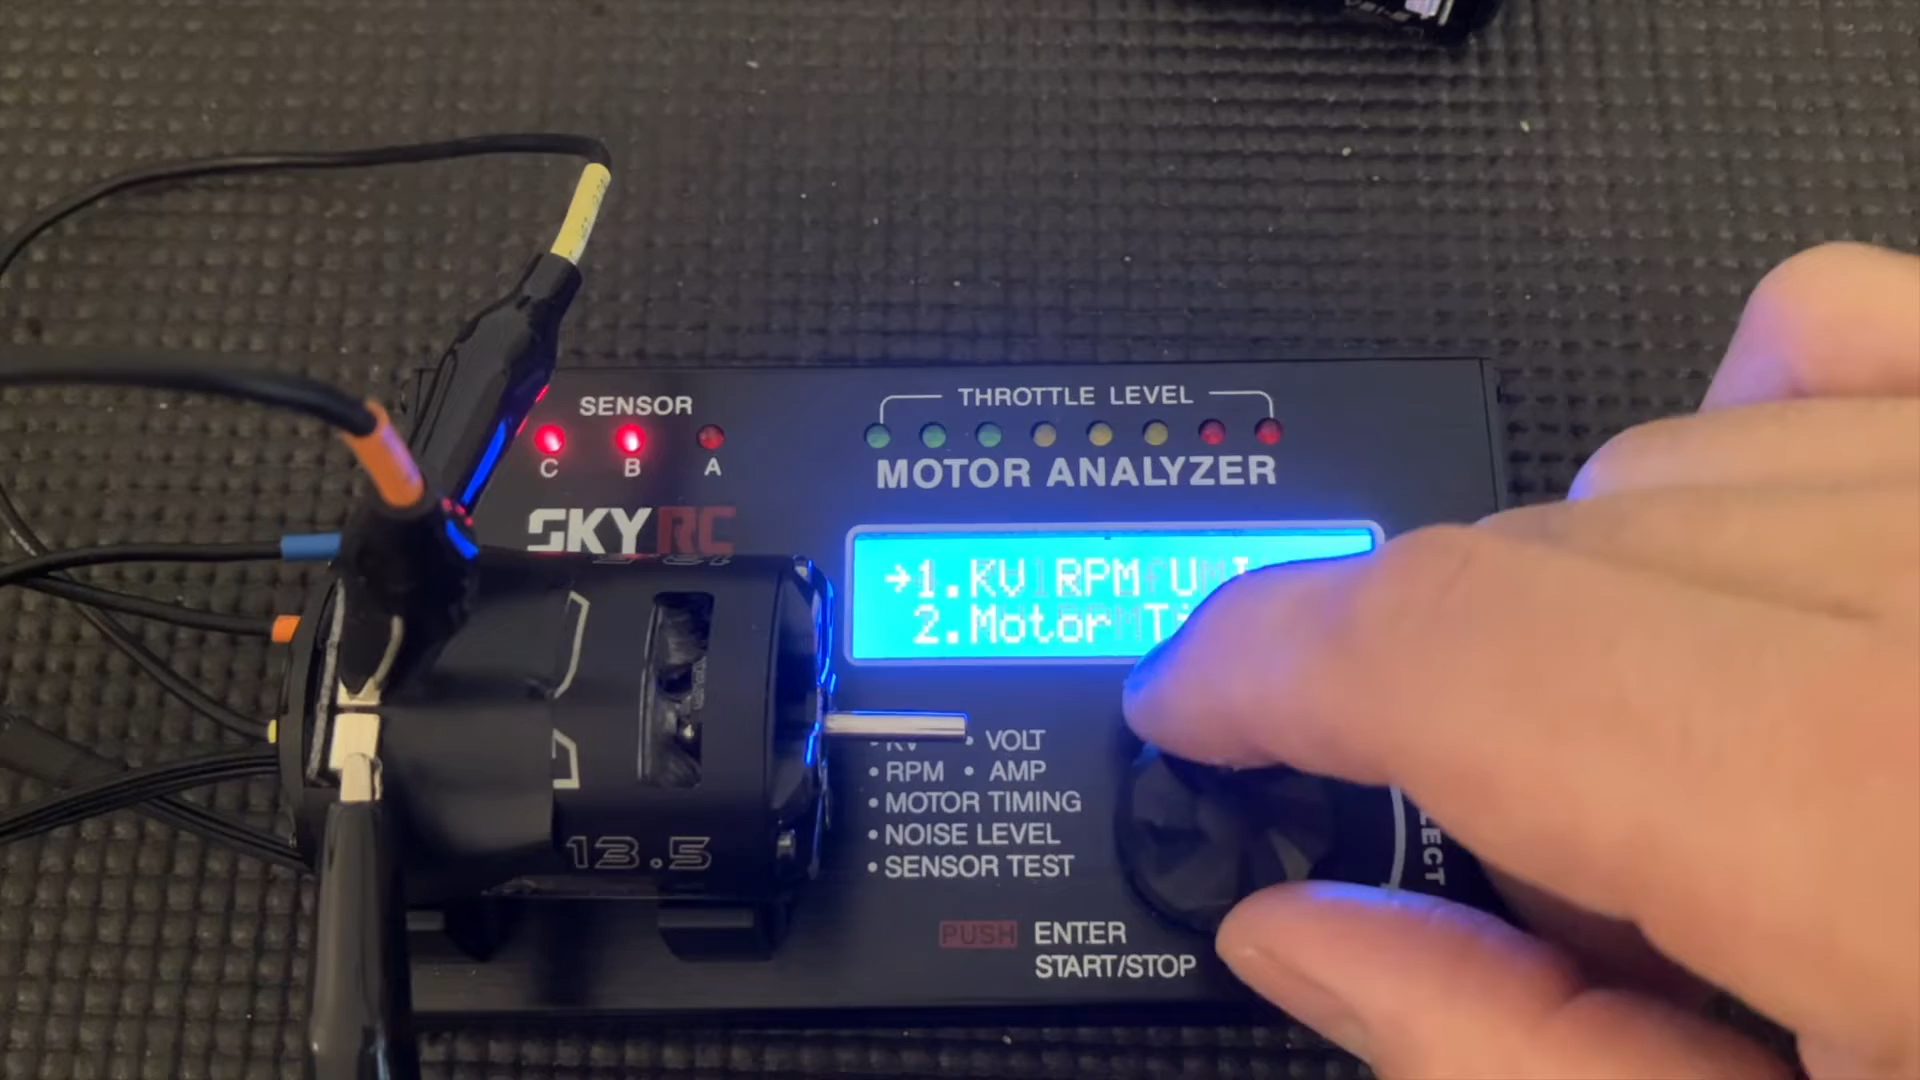 SENSOR
C B A
THROTTLE LEVEL
MOTOR ANALYZER
SKYRC
→1.KV RPM U
2.Motor
• KV • VOLT
• RPM • AMP
• MOTOR TIMING
• NOISE LEVEL
• SENSOR TEST
13.5
PUSH ENTER
START/STOP